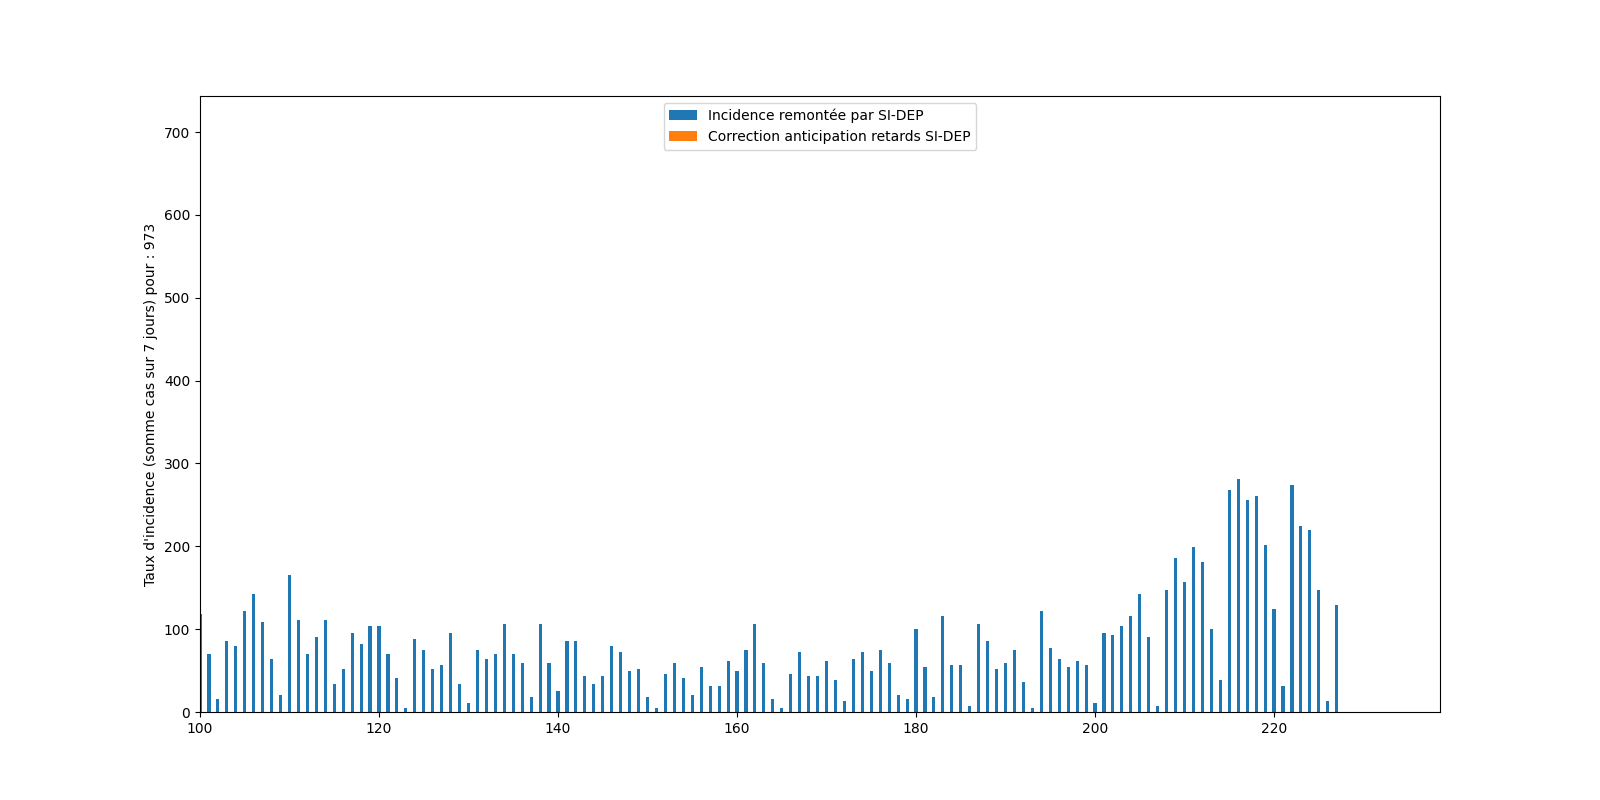 Incidence remontée par SI-DEP
Correction anticipation retards SI-DEP
Taux d'incidence (somme cas sur 7 jours) pour : 973
700
600
500
400
300
200
100
0
100 120 140 160 180 200 220